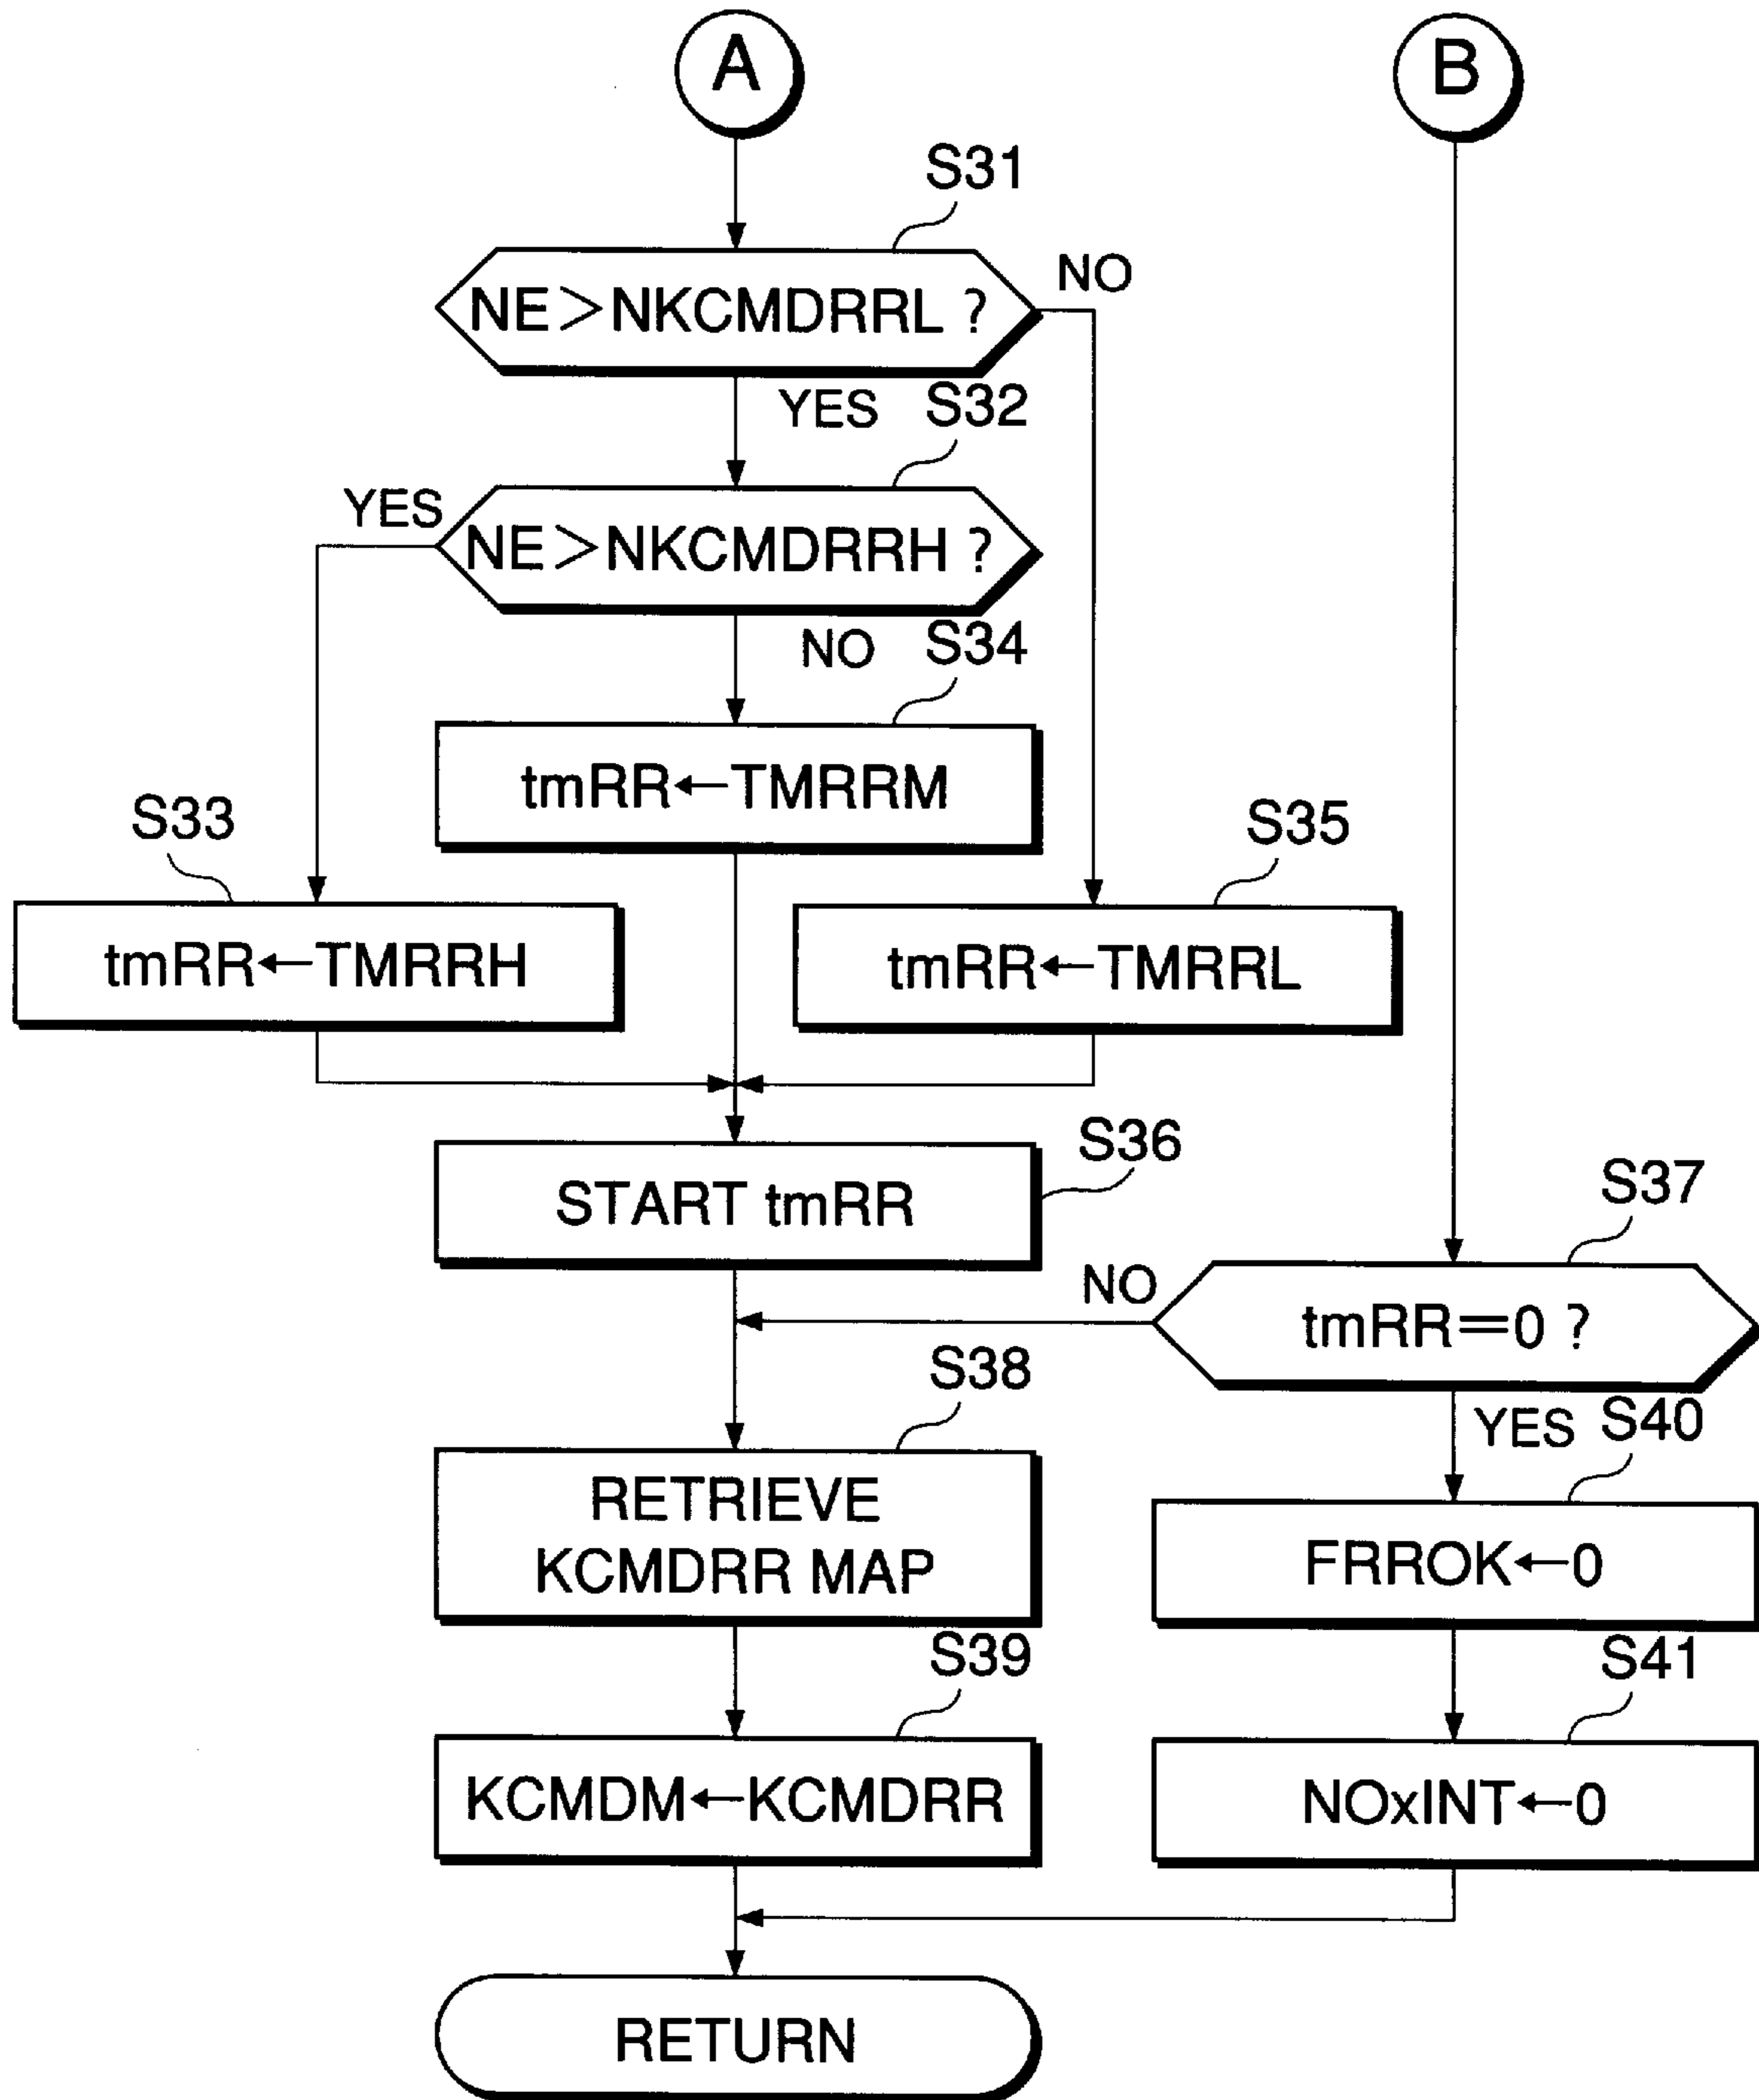 A
B
S31
NE>NKCMDRRL ?
NO
YES
S32
YES
NE>NKCMDRRH ?
NO
S34
tmRR←TMRRM
S33
S35
tmRR←TMRRH
tmRR←TMRRL
S36
START tmRR
S37
NO
tmRR=0 ?
S38
YES
S40
RETRIEVE
KCMDRR MAP
FRROK←0
S39
S41
KCMDM←KCMDRR
NOxINT←0
RETURN